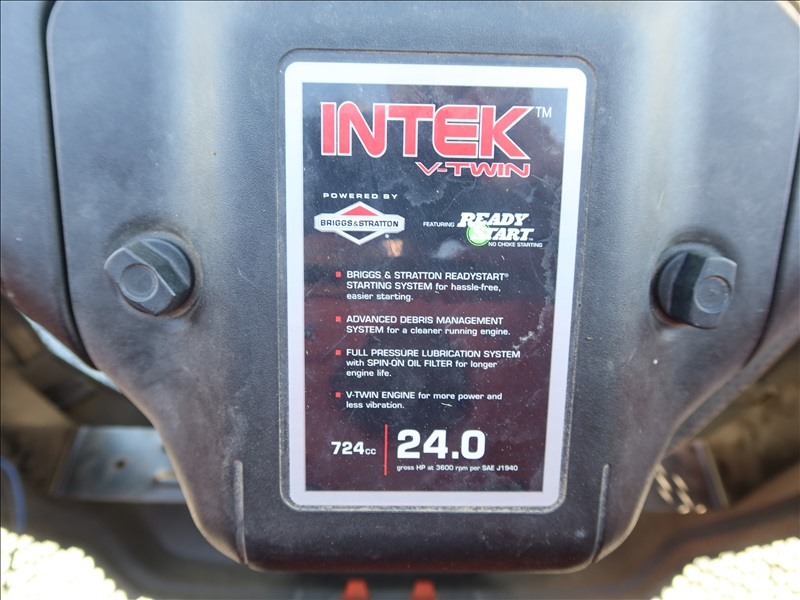 INTEK™
V-TWIN
POWERED BY
BRIGGS & STRATTON
FEATURING READY START™
NO CHOKE STARTING
BRIGGS & STRATTON READYSTART®
STARTING SYSTEM for hassle-free,
easier starting.
ADVANCED DEBRIS MANAGEMENT
SYSTEM for a cleaner running engine.
FULL PRESSURE LUBRICATION SYSTEM
with SPIN-ON OIL FILTER for longer
engine life.
V-TWIN ENGINE for more power and
less vibration.
724cc 24.0
gross HP at 3600 rpm per SAE J1940